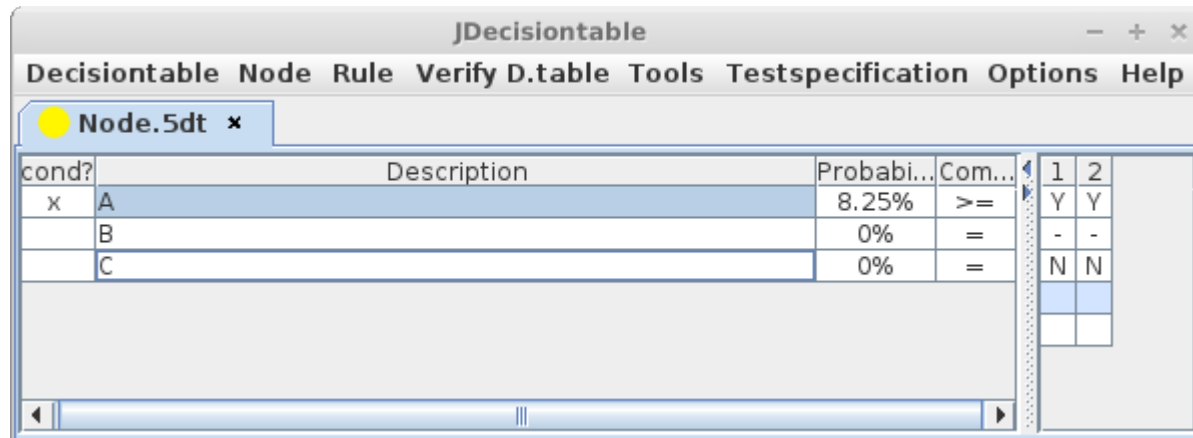 JDecisiontable
Decisiontable Node Rule Verify D.table Tools Testspecification Options Help
Node.5dt ×
cond? Description Probabi... Com... 1 2
x A 8.25% >= Y Y
B 0% = - -
C 0% = N N